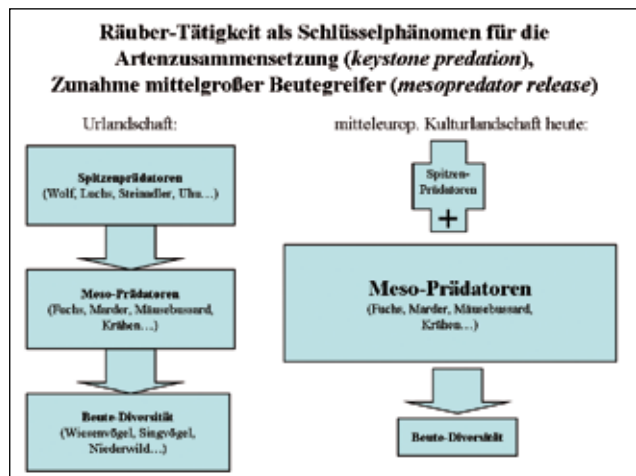 Räuber-Tätigkeit als Schlüsselphänomen für die
Artenzusammensetzung (keystone predation),
Zunahme mittelgroßer Beutegreifer (mesopredator release)
Urlandschaft:
Spitzenprädatoren
(Wolf, Luchs, Steinadler, Uhu...)
Meso-Prädatoren
(Fuchs, Marder, Mäusebussard,
Krähen...)
Beute-Diversität
(Wiesenvögel, Singvögel,
Niederwild...)
mitteleurop. Kulturlandschaft heute:
Spitzen-
Prädatoren
+
Meso-Prädatoren
(Fuchs, Marder, Mäusebussard,
Krähen...)
Beute-Diversität